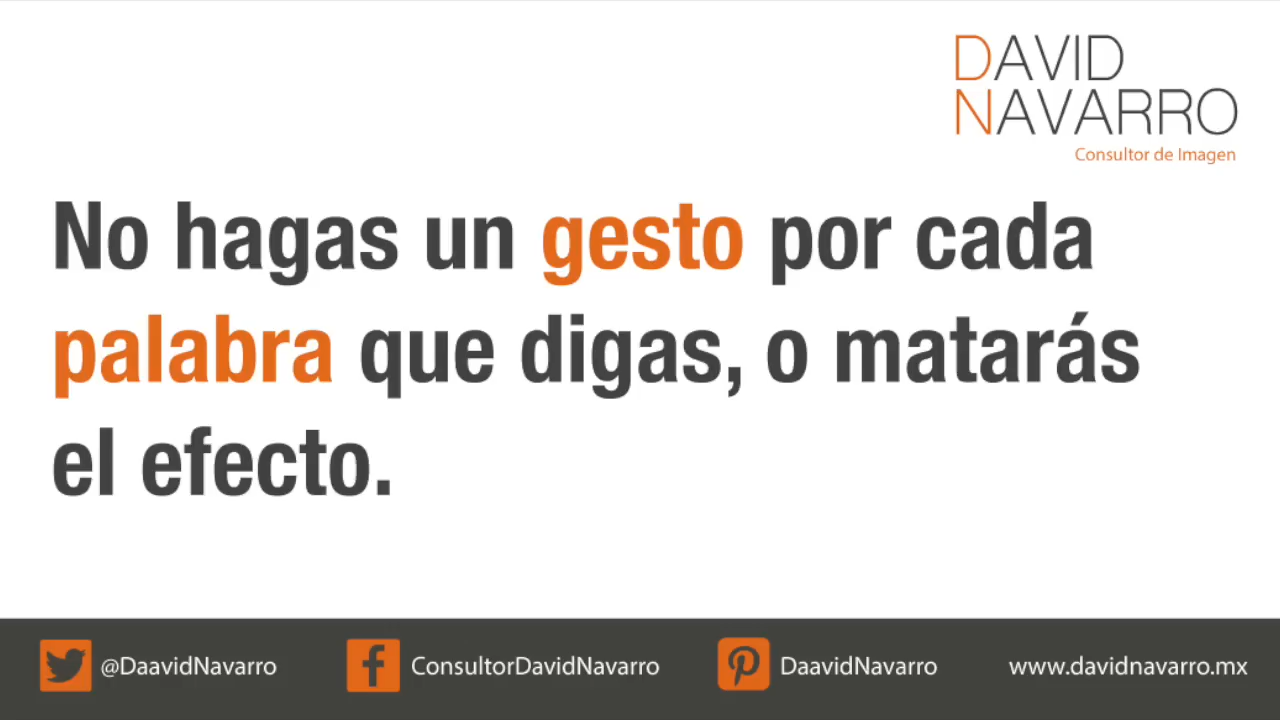 DAVID
NAVARRO
Consultor de Imagen
No hagas un gesto por cada
palabra que digas, o matarás
el efecto.
@DaavidNavarro
ConsultorDavidNavarro
DaavidNavarro
www.davidnavarro.mx